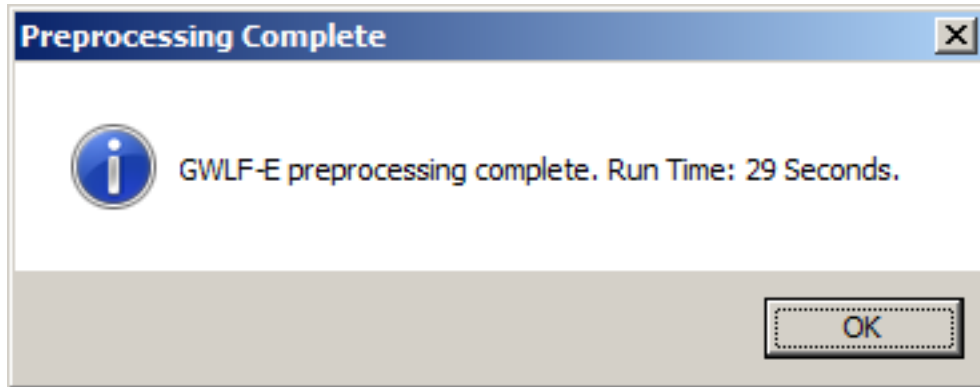 Preprocessing Complete
GWLF-E preprocessing complete. Run Time: 29 Seconds.
OK